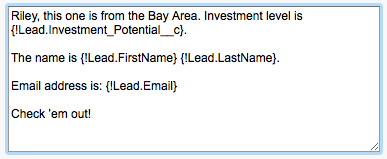 Riley, this one is from the Bay Area. Investment level is
{!Lead.Investment_Potential__c}.
The name is {!Lead.FirstName} {!Lead.LastName}.
Email address is: {!Lead.Email}
Check 'em out!